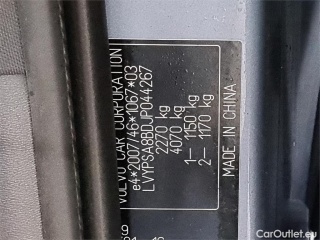 VOLVO CAR CORPORATION
e4*2007/46*1067*03
LVYPSA8BDJP044267
2270 kg
4070 kg
1— 1150 kg
2— 1170 kg
MADE IN CHINA
CarOutlet.eu